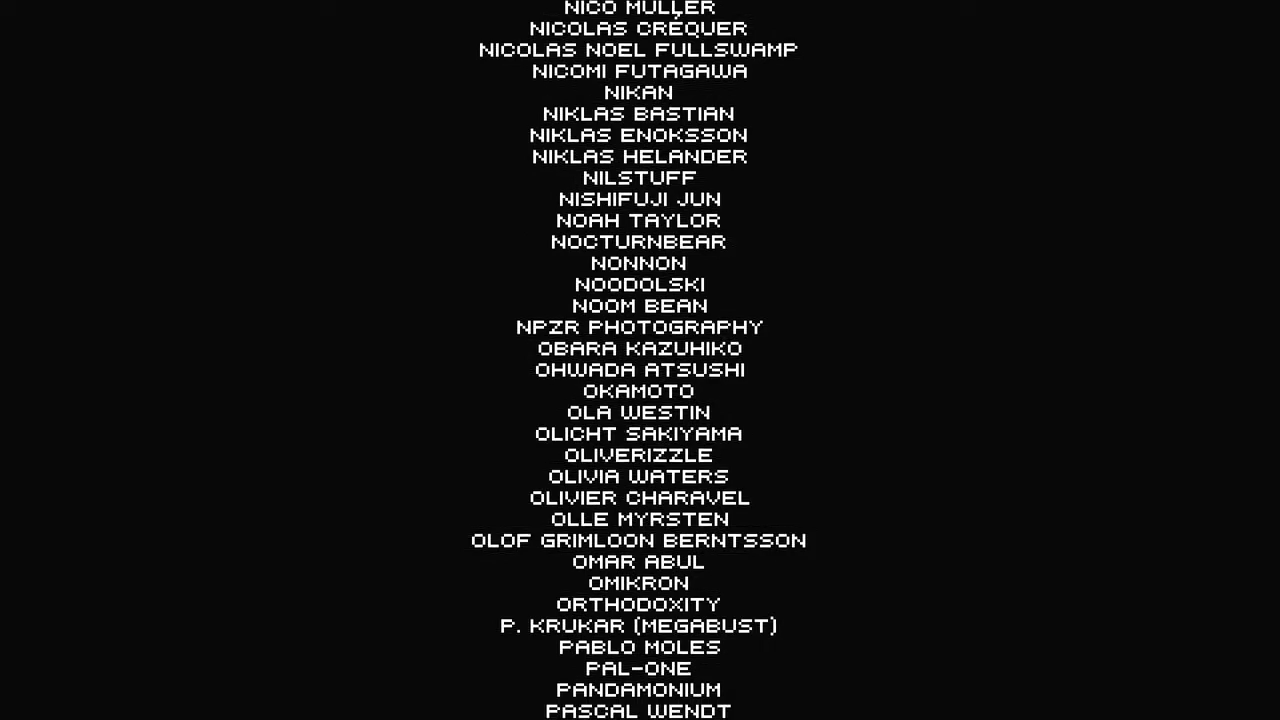 NICO MULLER
NICOLAS CRÉQUER
NICOLAS NOEL FULLSWAMP
NICOMI FUTAGAWA
NIKAN
NIKLAS BASTIAN
NIKLAS ENOKSSON
NIKLAS HELANDER
NILSTUFF
NISHIFUJI JUN
NOAH TAYLOR
NOCTURNBEAR
NONNON
NOODOLSKI
NOOM BEAN
NPZR PHOTOGRAPHY
OBARA KAZUHIKO
OHWADA ATSUSHI
OKAMOTO
OLA WESTIN
OLICHT SAKIYAMA
OLIVERIZZLE
OLIVIA WATERS
OLIVIER CHARAVEL
OLLE MYRSTEN
OLOF GRIMLOON BERNTSSON
OMAR ABUL
OMIKRON
ORTHODOXITY
P. KRUKAR (MEGABUST)
PABLO MOLES
PAL-ONE
PANDAMONIUM
PASCAL WENDT